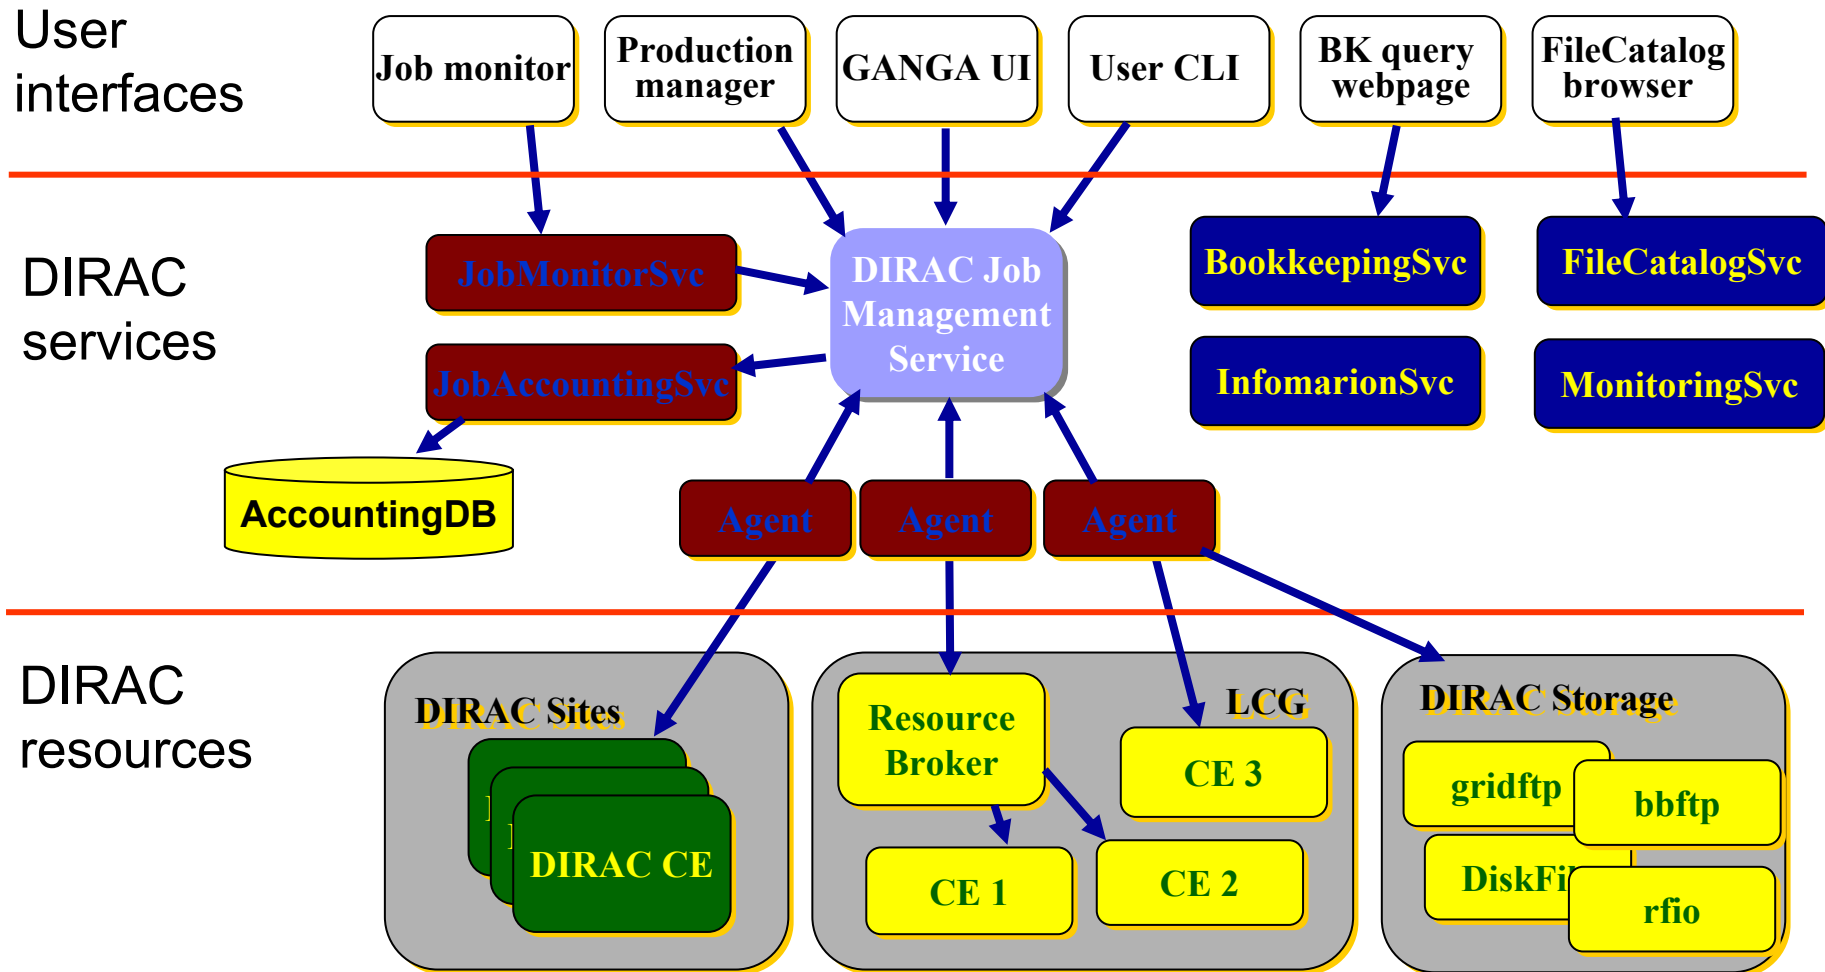 User
interfaces
Job monitor
Production
manager
GANGA UI
User CLI
BK query
webpage
FileCatalog
browser
DIRAC
services
JobMonitorSvc
JobAccountingSvc
AccountingDB
DIRAC Job
Management
Service
BookkeepingSvc
FileCatalogSvc
InfomarionSvc
MonitoringSvc
Agent
Agent
Agent
DIRAC
resources
DIRAC Sites
DIRAC CE
Resource
Broker
LCG
CE 3
CE 1
CE 2
DIRAC Storage
gridftp
bbftp
rfio